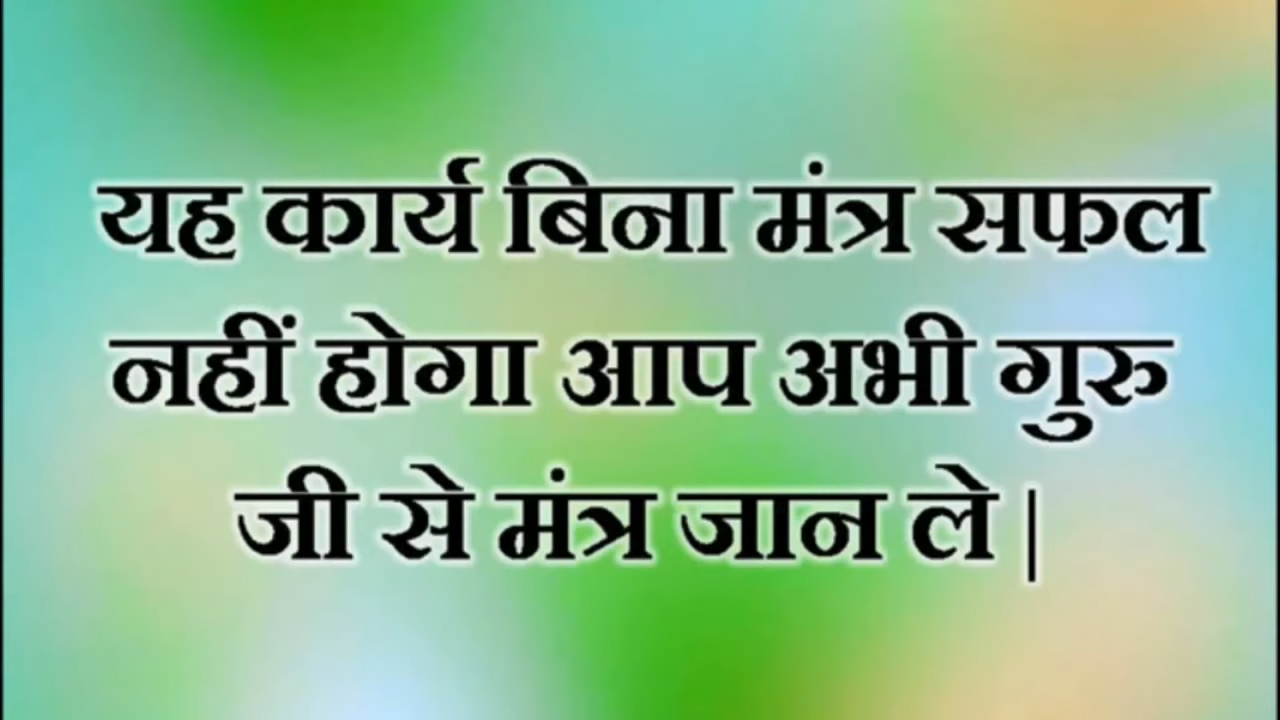 यह कार्य बिना मंत्र सफल
नहीं होगा आप अभी गुरु
जी से मंत्र जान ले |